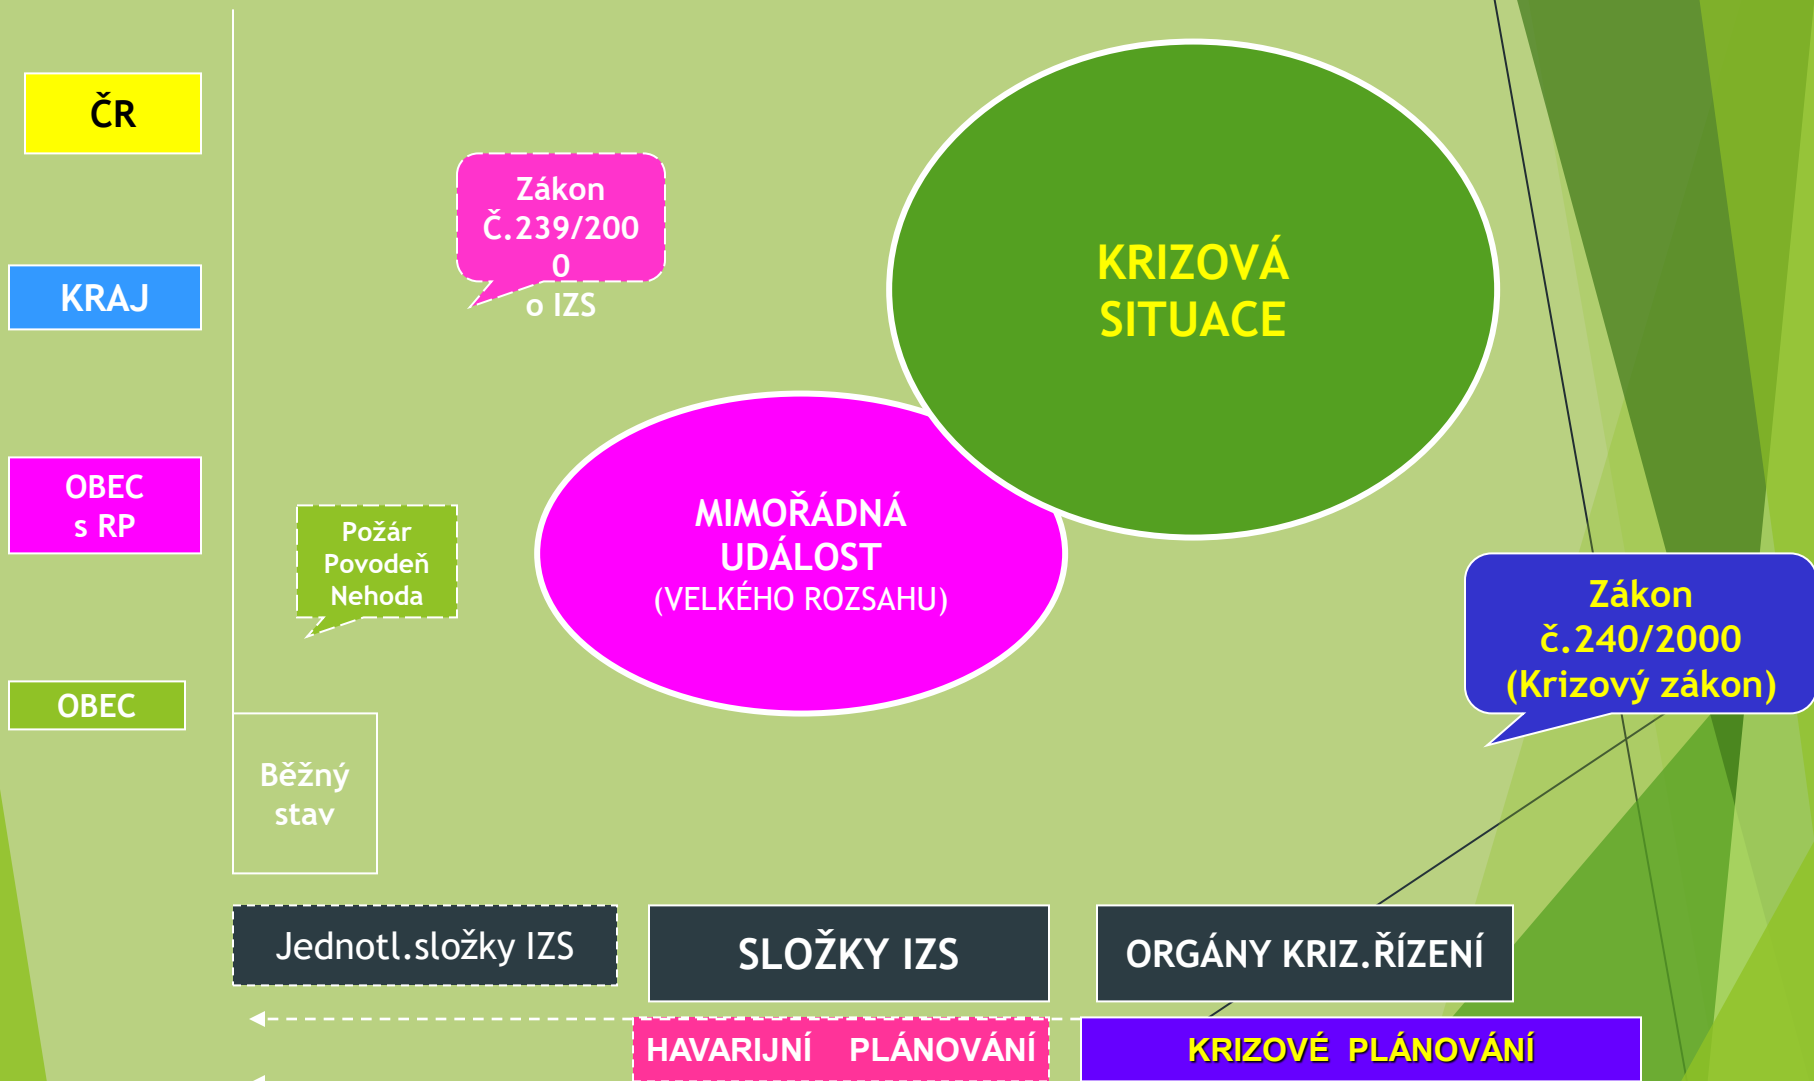 ČR
KRAJ
OBEC
s RP
OBEC
Zákon
Č.239/200
0
o IZS
KRIZOVÁ
SITUACE
Požár
Povodeň
Nehoda
MIMOŘÁDNÁ
UDÁLOST
(VELKÉHO ROZSAHU)
Zákon
č.240/2000
(Krizový zákon)
Běžný
stav
Jednotl.složky IZS
SLOŽKY IZS
ORGÁNY KRIZ.ŘÍZENÍ
HAVARIJNÍ PLÁNOVÁNÍ
KRIZOVÉ PLÁNOVÁNÍ